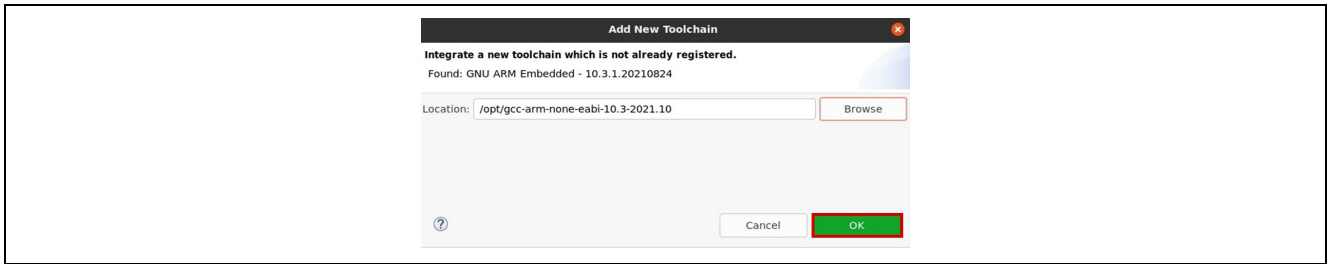 Add New Toolchain
Integrate a new toolchain which is not already registered.
Found: GNU ARM Embedded - 10.3.1.20210824
Location: /opt/gcc-arm-none-eabi-10.3-2021.10 Browse
? Cancel OK